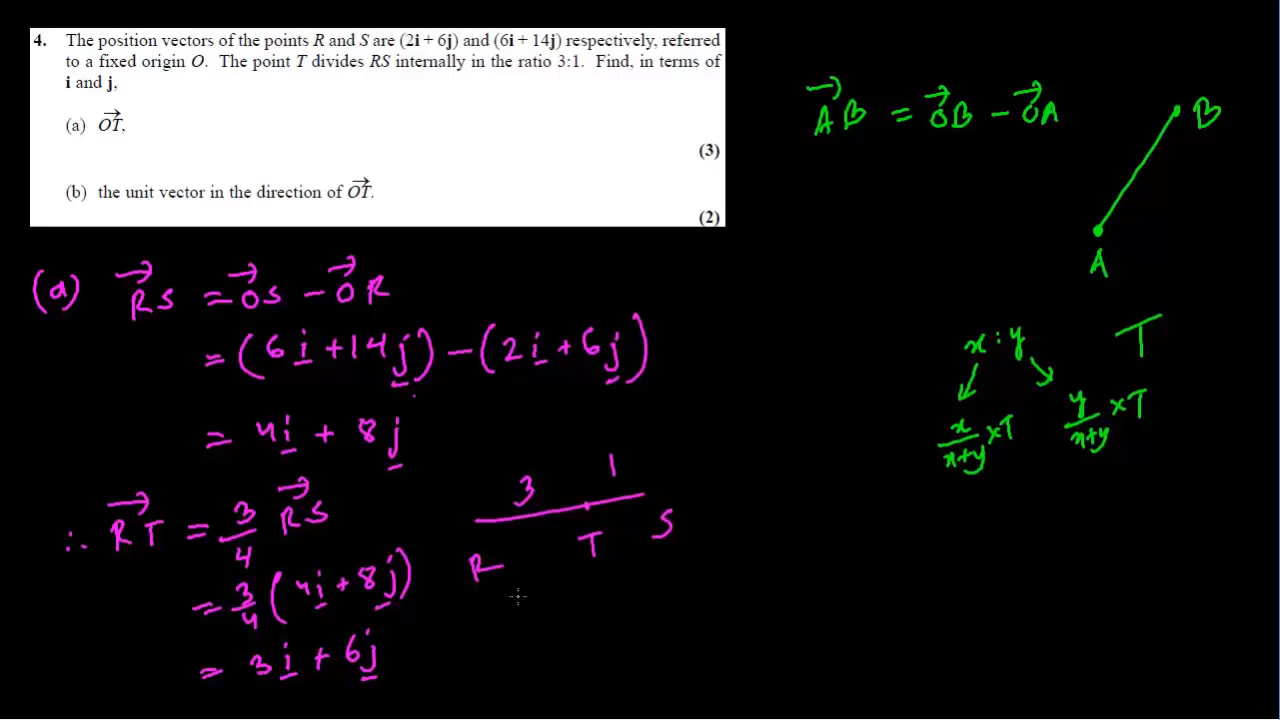 4. The position vectors of the points R and S are (2i + 6j) and (6i + 14j) respectively, referred
to a fixed origin O. The point T divides RS internally in the ratio 3:1. Find, in terms of
i and j,
(a) OT,
(3)
(b) the unit vector in the direction of OT.
(2)
(a) RS = OS - OR
= (6i + 14j) - (2i + 6j)
= 4i + 8j
∴ RT = 3/4 RS
= 3/4 (4i + 8j)
= 3i + 6j
3 1
R T S
AB = OB - OA
B
A
x : y T
x/x+y × T y/x+y × T